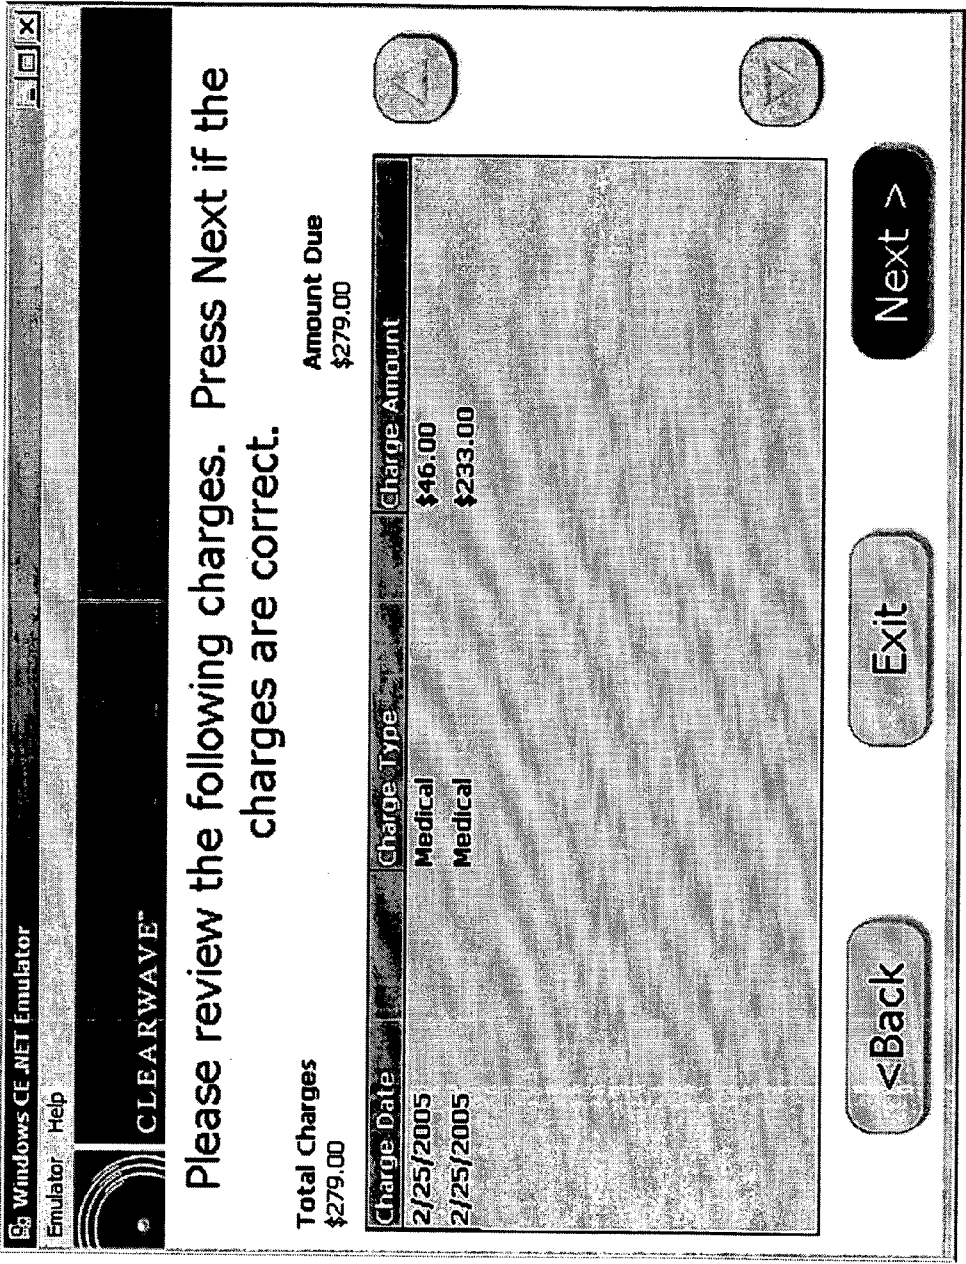 Windows CE .NET Emulator
Emulator Help
CLEARWAVE™
Please review the following charges. Press Next if the
charges are correct.
Total Charges Amount Due
$279.00 $279.00
Charge Date Charge Type Charge Amount
2/25/2005 Medical $46.00
2/25/2005 Medical $233.00
<Back Exit Next >